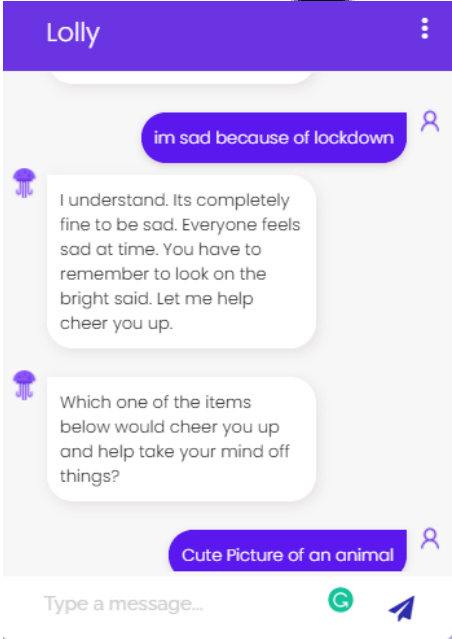 Lolly
im sad because of lockdown
I understand. Its completely
fine to be sad. Everyone feels
sad at time. You have to
remember to look on the
bright said. Let me help
cheer you up.
Which one of the items
below would cheer you up
and help take your mind off
things?
Cute Picture of an animal
Type a message...